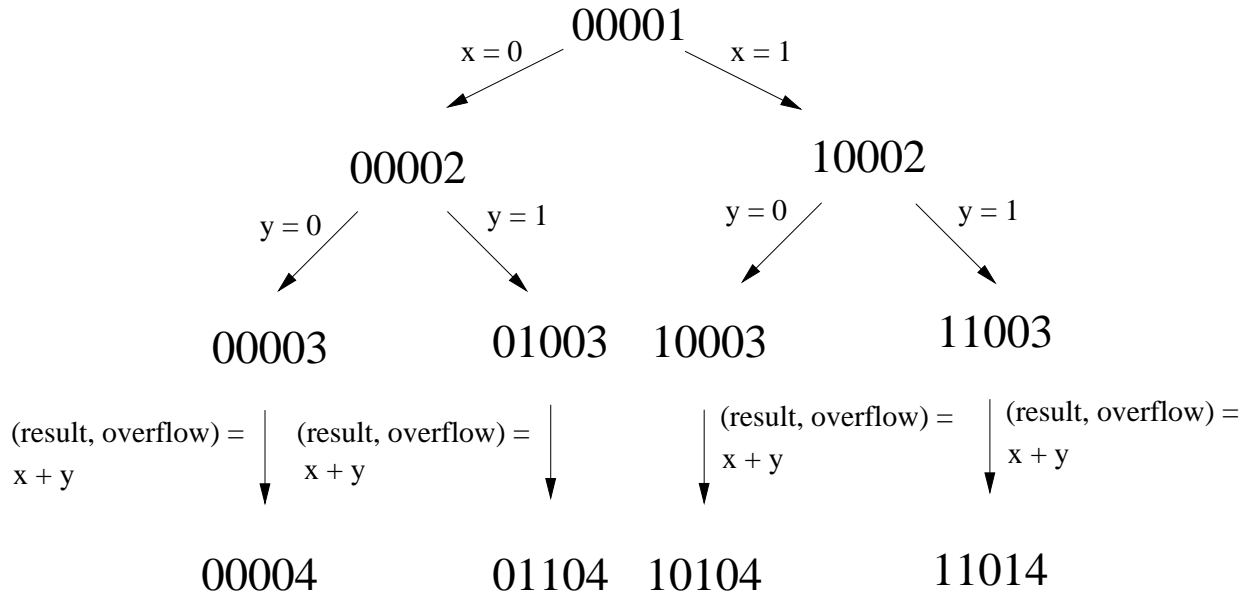 00001
x = 0
x = 1
00002
10002
y = 0
y = 1
y = 0
y = 1
00003
01003
10003
11003
(result, overflow) =
x + y
(result, overflow) =
x + y
(result, overflow) =
x + y
(result, overflow) =
x + y
00004
01104
10104
11014